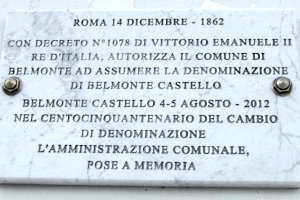 ROMA 14 DICEMBRE - 1862
CON DECRETO N°1078 DI VITTORIO EMANUELE II
RE D'ITALIA, AUTORIZZA IL COMUNE DI
BELMONTE AD ASSUMERE LA DENOMINAZIONE
DI BELMONTE CASTELLO
BELMONTE CASTELLO 4-5 AGOSTO - 2012
NEL CENTOCINQUANTENARIO DEL CAMBIO
DI DENOMINAZIONE
L'AMMINISTRAZIONE COMUNALE,
POSE A MEMORIA